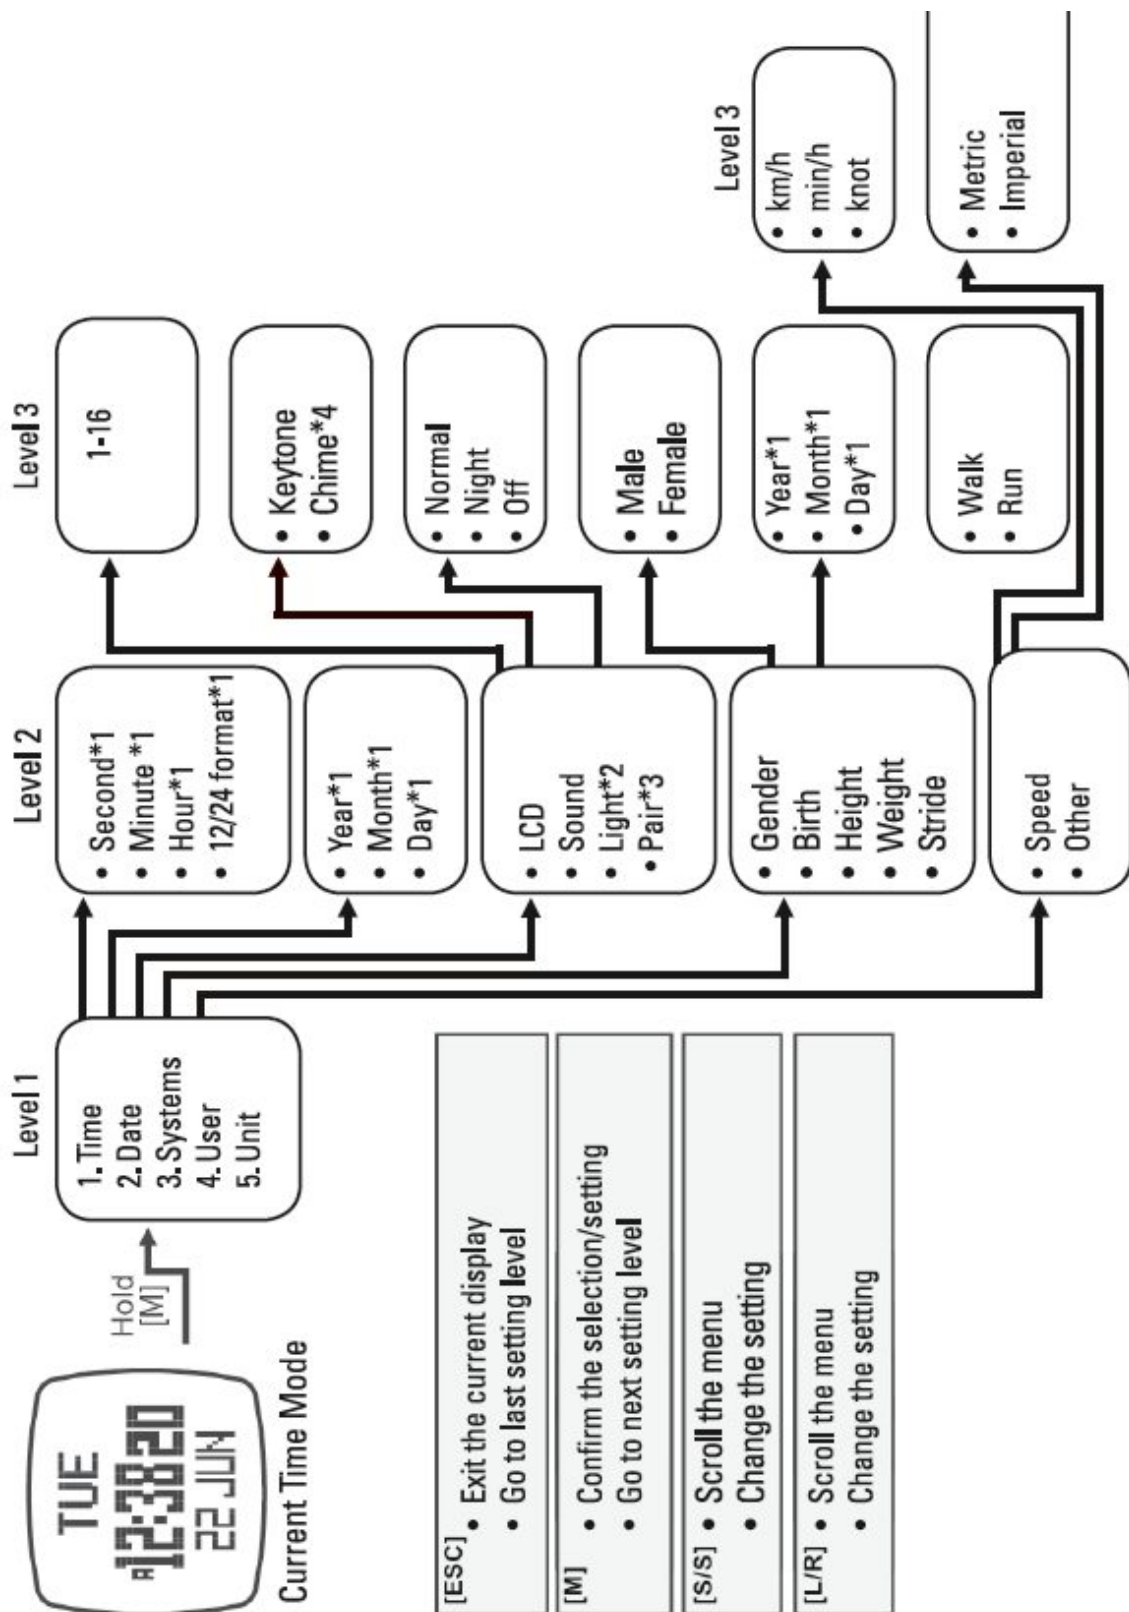 Level 1
Level 2
Level 3
TUE
A 12:38 20
22 JUN
Current Time Mode
Hold
[M]
1. Time
2. Date
3. Systems
4. User
5. Unit
• Second*1
• Minute *1
• Hour*1
• 12/24 format*1
• Year*1
• Month*1
• Day*1
• LCD
• Sound
• Light*2
• Pair*3
• Gender
• Birth
• Height
• Weight
• Stride
• Speed
• Other
1-16
• Keytone
• Chime*4
• Normal
• Night
• Off
• Male
• Female
• Year*1
• Month*1
• Day*1
• Walk
• Run
Level 3
• km/h
• min/h
• knot
• Metric
• Imperial
[ESC] • Exit the current display
• Go to last setting level
[M] • Confirm the selection/setting
• Go to next setting level
[S/S] • Scroll the menu
• Change the setting
[L/R] • Scroll the menu
• Change the setting